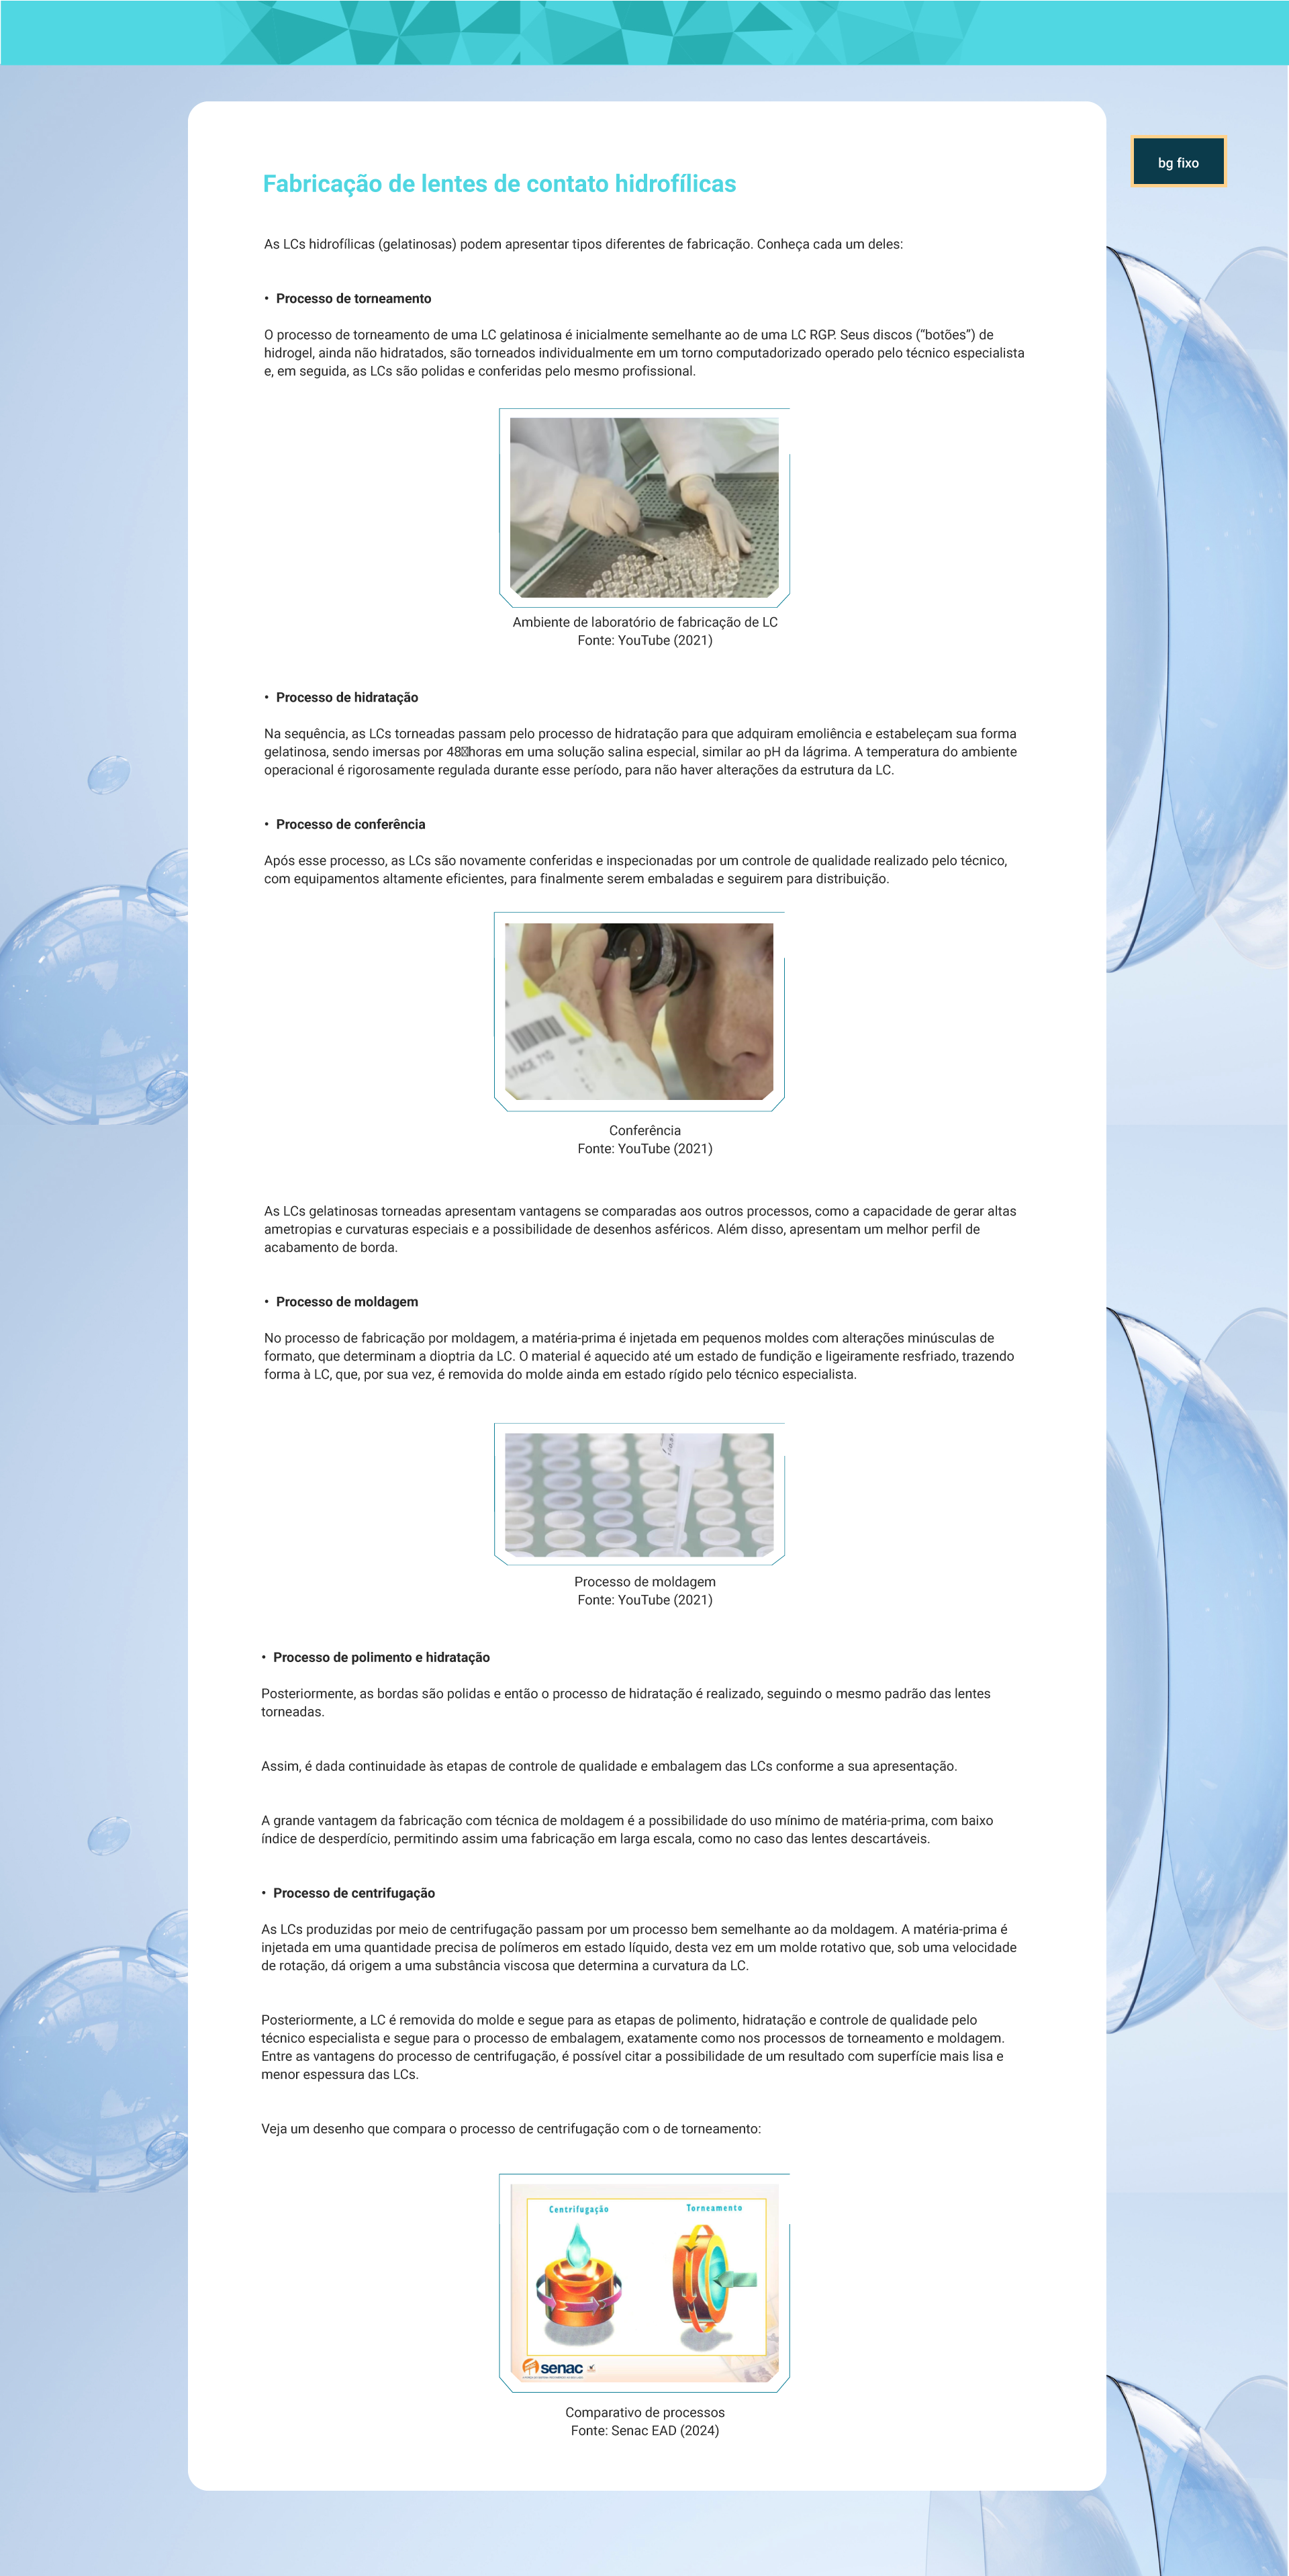 bg fixo
Fabricação de lentes de contato hidrofílicas
As LCs hidrofílicas (gelatinosas) podem apresentar tipos diferentes de fabricação. Conheça cada um deles:
• Processo de torneamento
O processo de torneamento de uma LC gelatinosa é inicialmente semelhante ao de uma LC RGP. Seus discos (“botões”) de
hidrogel, ainda não hidratados, são torneados individualmente em um torno computadorizado operado pelo técnico especialista
e, em seguida, as LCs são polidas e conferidas pelo mesmo profissional.
Ambiente de laboratório de fabricação de LC
Fonte: YouTube (2021)
• Processo de hidratação
Na sequência, as LCs torneadas passam pelo processo de hidratação para que adquiram emoliência e estabeleçam sua forma
gelatinosa, sendo imersas por 48 horas em uma solução salina especial, similar ao pH da lágrima. A temperatura do ambiente
operacional é rigorosamente regulada durante esse período, para não haver alterações da estrutura da LC.
• Processo de conferência
Após esse processo, as LCs são novamente conferidas e inspecionadas por um controle de qualidade realizado pelo técnico,
com equipamentos altamente eficientes, para finalmente serem embaladas e seguirem para distribuição.
Conferência
Fonte: YouTube (2021)
As LCs gelatinosas torneadas apresentam vantagens se comparadas aos outros processos, como a capacidade de gerar altas
ametropias e curvaturas especiais e a possibilidade de desenhos asféricos. Além disso, apresentam um melhor perfil de
acabamento de borda.
• Processo de moldagem
No processo de fabricação por moldagem, a matéria-prima é injetada em pequenos moldes com alterações minúsculas de
formato, que determinam a dioptria da LC. O material é aquecido até um estado de fundição e ligeiramente resfriado, trazendo
forma à LC, que, por sua vez, é removida do molde ainda em estado rígido pelo técnico especialista.
Processo de moldagem
Fonte: YouTube (2021)
• Processo de polimento e hidratação
Posteriormente, as bordas são polidas e então o processo de hidratação é realizado, seguindo o mesmo padrão das lentes
torneadas.
Assim, é dada continuidade às etapas de controle de qualidade e embalagem das LCs conforme a sua apresentação.
A grande vantagem da fabricação com técnica de moldagem é a possibilidade do uso mínimo de matéria-prima, com baixo
índice de desperdício, permitindo assim uma fabricação em larga escala, como no caso das lentes descartáveis.
• Processo de centrifugação
As LCs produzidas por meio de centrifugação passam por um processo bem semelhante ao da moldagem. A matéria-prima é
injetada em uma quantidade precisa de polímeros em estado líquido, desta vez em um molde rotativo que, sob uma velocidade
de rotação, dá origem a uma substância viscosa que determina a curvatura da LC.
Posteriormente, a LC é removida do molde e segue para as etapas de polimento, hidratação e controle de qualidade pelo
técnico especialista e segue para o processo de embalagem, exatamente como nos processos de torneamento e moldagem.
Entre as vantagens do processo de centrifugação, é possível citar a possibilidade de um resultado com superfície mais lisa e
menor espessura das LCs.
Veja um desenho que compara o processo de centrifugação com o de torneamento:
Centrifugação
Torneamento
senac
Comparativo de processos
Fonte: Senac EAD (2024)